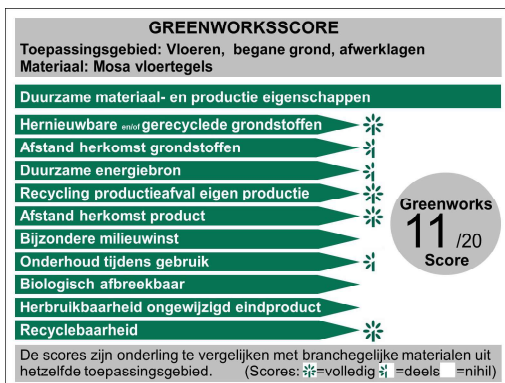 GREENWORKSSCORE
Toepassingsgebied: Vloeren, begane grond, afwerklagen
Materiaal: Mosa vloertegels
Duurzame materiaal- en productie eigenschappen
Hernieuwbare en/of gerecyclede grondstoffen
Afstand herkomst grondstoffen
Duurzame energiebron
Recycling productieafval eigen productie
Afstand herkomst product
Bijzondere milieuwinst
Onderhoud tijdens gebruik
Biologisch afbreekbaar
Herbruikbaarheid ongewijzigd eindproduct
Recyclebaarheid
Greenworks
11 /20
Score
De scores zijn onderling te vergelijken met branchegelijke materialen uit
hetzelfde toepassingsgebied. (Scores: =volledig =deels =nihil)